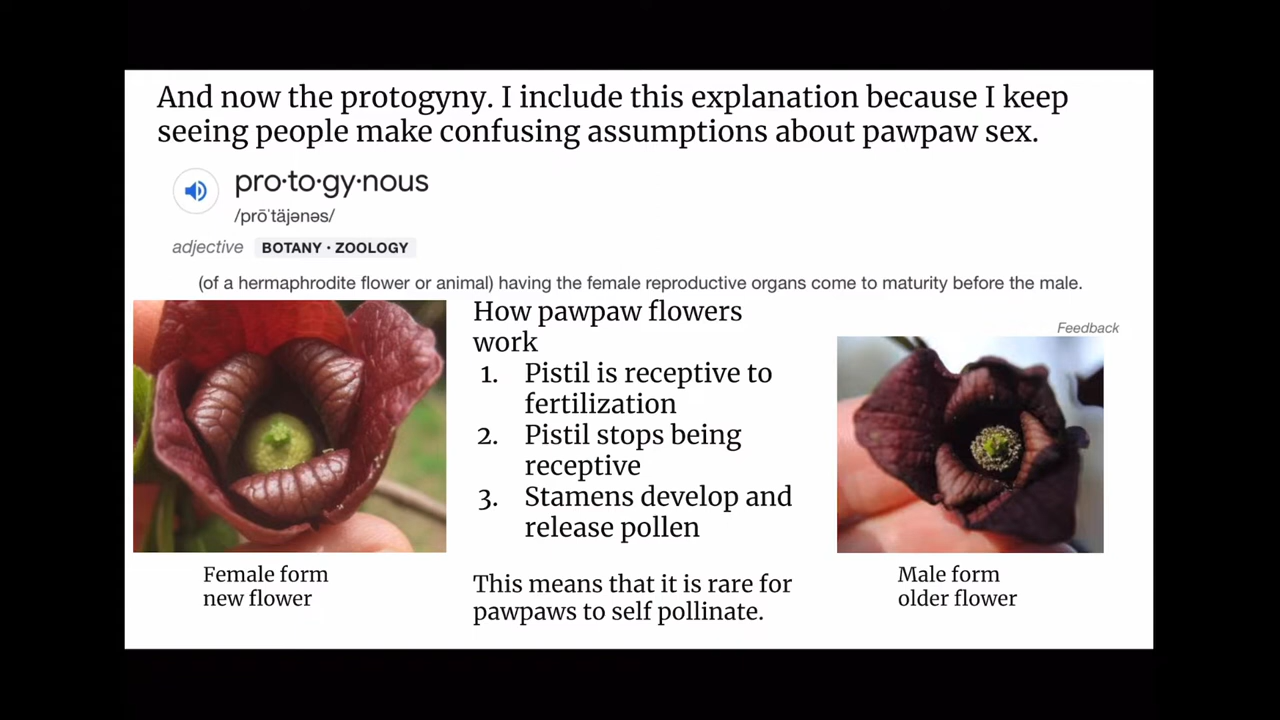 And now the protogyny. I include this explanation because I keep
seeing people make confusing assumptions about pawpaw sex.
pro·to·gy·nous
/prōˈtäjənəs/
adjective BOTANY · ZOOLOGY
(of a hermaphrodite flower or animal) having the female reproductive organs come to maturity before the male.
Feedback
How pawpaw flowers
work
1. Pistil is receptive to
fertilization
2. Pistil stops being
receptive
3. Stamens develop and
release pollen
This means that it is rare for
pawpaws to self pollinate.
Female form
new flower
Male form
older flower